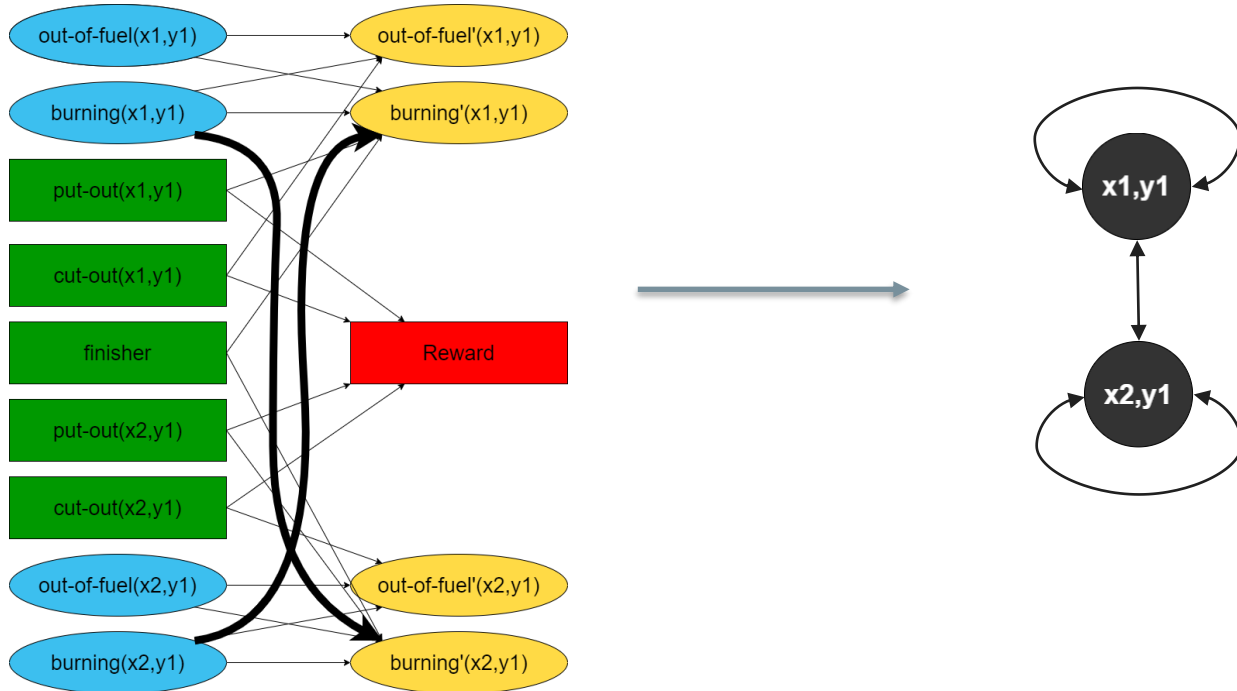 out-of-fuel(x1,y1)
out-of-fuel'(x1,y1)
burning(x1,y1)
burning'(x1,y1)
put-out(x1,y1)
cut-out(x1,y1)
finisher
Reward
put-out(x2,y1)
cut-out(x2,y1)
out-of-fuel(x2,y1)
out-of-fuel'(x2,y1)
burning(x2,y1)
burning'(x2,y1)
x1,y1
x2,y1